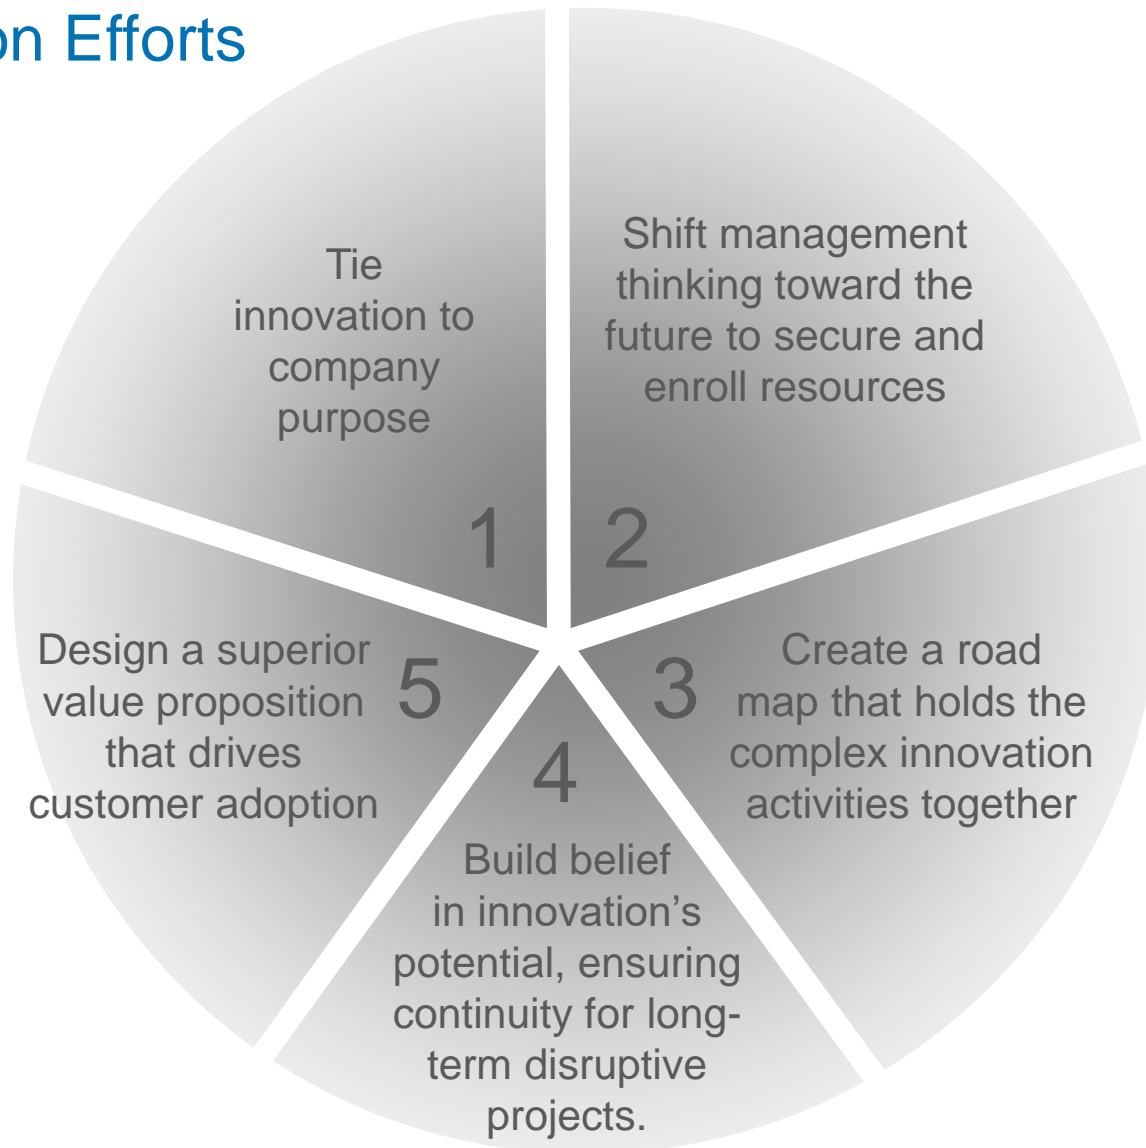 on Efforts
Tie
innovation to
company
purpose
1
Shift management
thinking toward the
future to secure and
enroll resources
2
3
Create a road
map that holds the
complex innovation
activities together
4
Build belief
in innovation’s
potential, ensuring
continuity for long-
term disruptive
projects.
Design a superior
value proposition
that drives
customer adoption
5